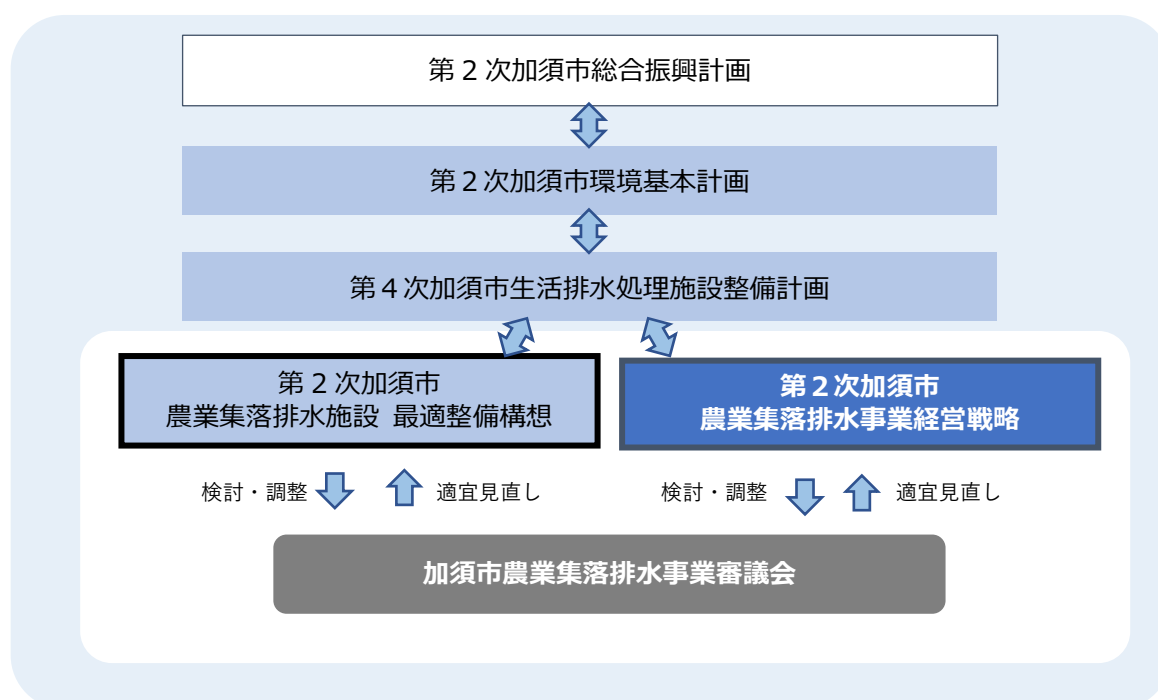 第２次加須市総合振興計画
第２次加須市環境基本計画
第４次加須市生活排水処理施設整備計画
第２次加須市
農業集落排水施設 最適整備構想
第２次加須市
農業集落排水事業経営戦略
検討・調整
適宜見直し
検討・調整
適宜見直し
加須市農業集落排水事業審議会